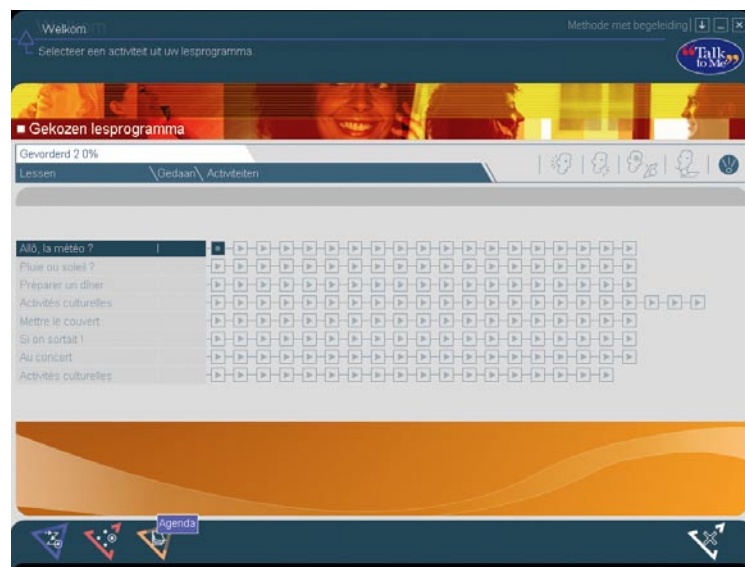 Welkom
Methode met begeleiding
Selecteer een activiteit uit uw lesprogramma
Talk to Me
Gekozen lesprogramma
Gevorderd 2 0%
Lessen Gedaan Activiteiten
Allô, la météo ?
Pluie ou soleil ?
Préparer un dîner
Activités culturelles
Mettre le couvert
Si on sortait !
Au concert
Activités culturelles
Agenda